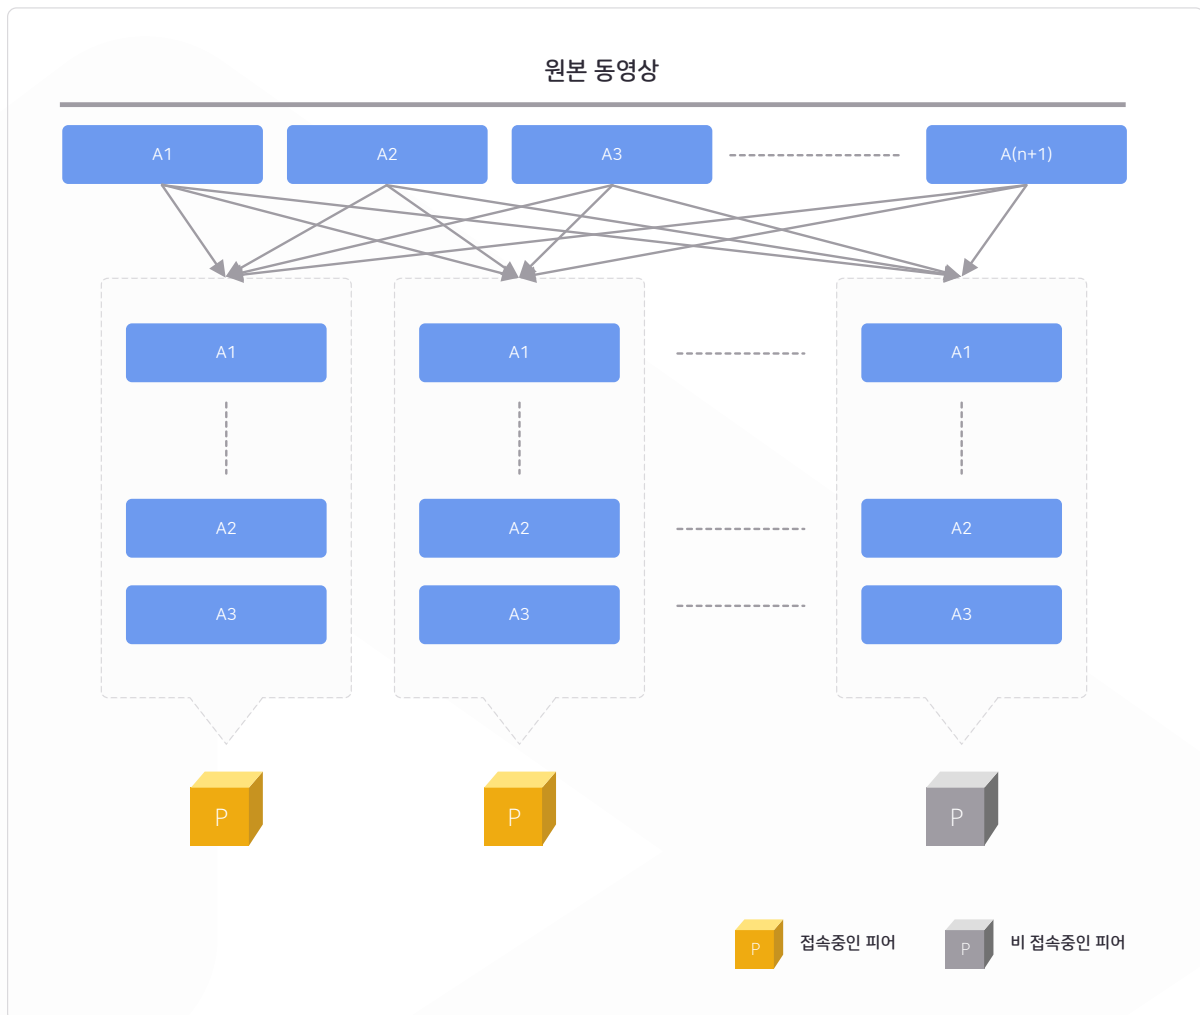 원본 동영상
A1 A2 A3 A(n+1)
A1 A1 A1
A2 A2 A2
A3 A3 A3
P P P
P 접속중인 피어 P 비 접속중인 피어